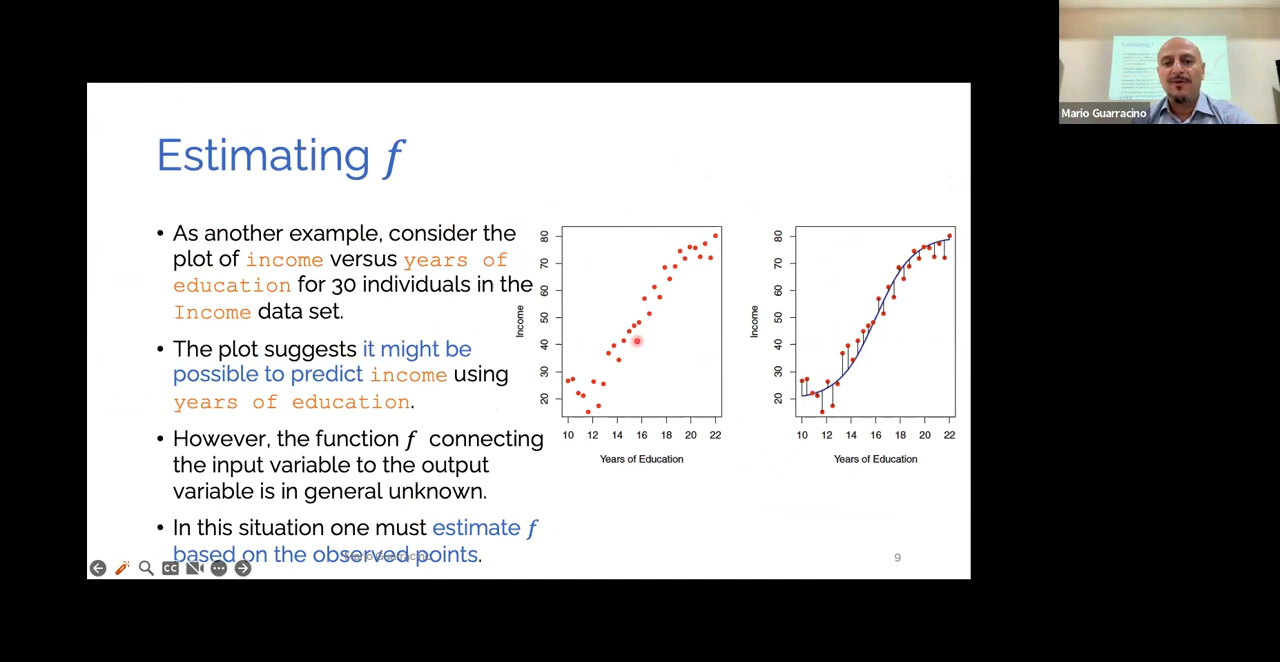 Mario Guarracino
Estimating f
• As another example, consider the
plot of income versus years of
education for 30 individuals in the
Income data set.
• The plot suggests it might be
possible to predict income using
years of education.
• However, the function f connecting
the input variable to the output
variable is in general unknown.
• In this situation one must estimate f
based on the observed points.
Mario Guarracino
9
80
70
60
50
40
30
20
Income
10 12 14 16 18 20 22
Years of Education
80
70
60
50
40
30
20
Income
10 12 14 16 18 20 22
Years of Education
CC